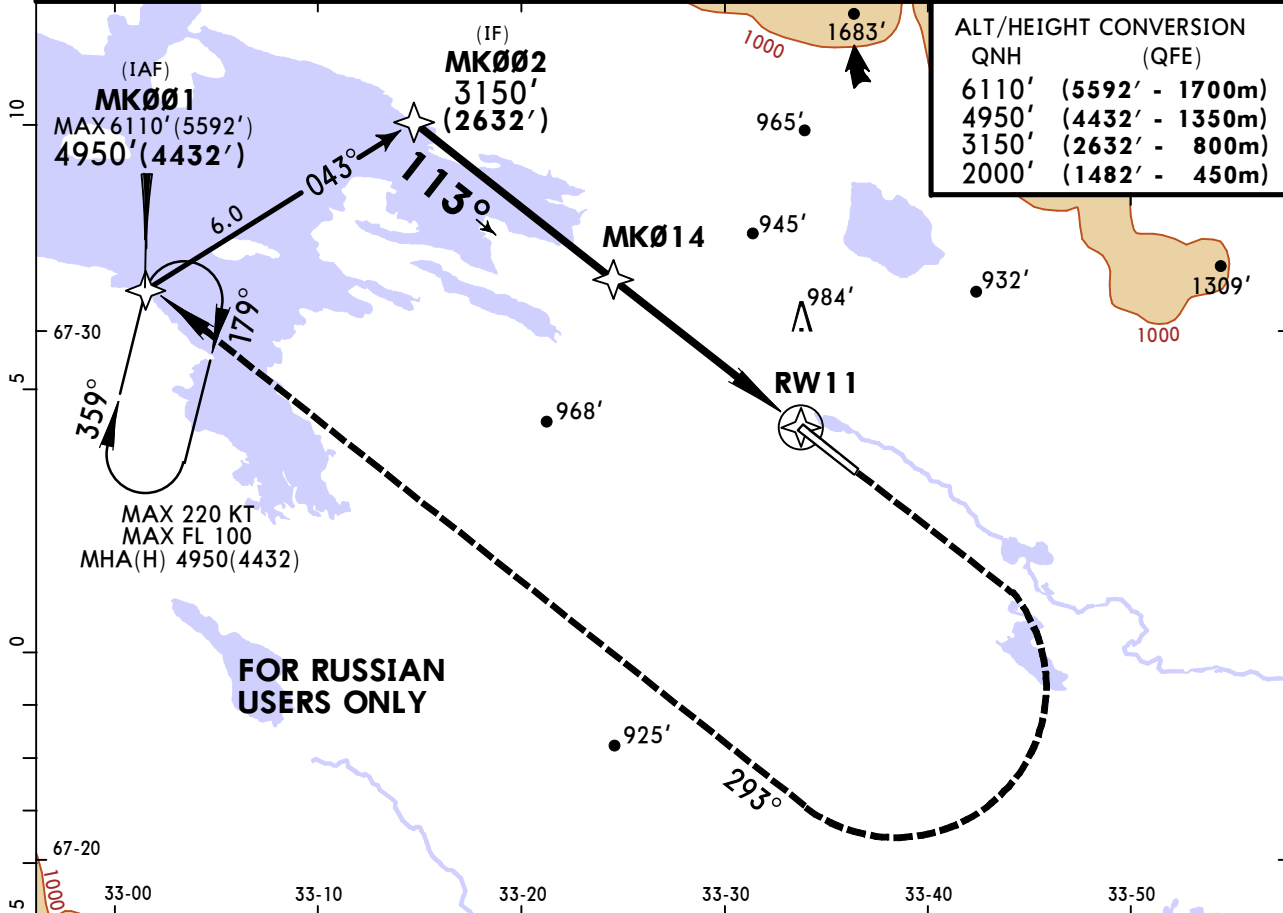 (IAF)
MKØØ1
MAX 6110'(5592')
4950'(4432')
(IF)
MKØØ2
3150'
(2632')
1000
1683'
ALT/HEIGHT CONVERSION
QNH (QFE)
6110' (5592' - 1700m)
4950' (4432' - 1350m)
3150' (2632' - 800m)
2000' (1482' - 450m)
10
965'
043°
113°
6.0
945'
MKØ14
932'
1309'
984'
1000
67-30
179°
5
359°
RW11
968'
MAX 220 KT
MAX FL 100
MHA(H) 4950(4432)
0
FOR RUSSIAN
USERS ONLY
925'
293°
67-20
1000
5
33-00
33-10
33-20
33-30
33-40
33-50